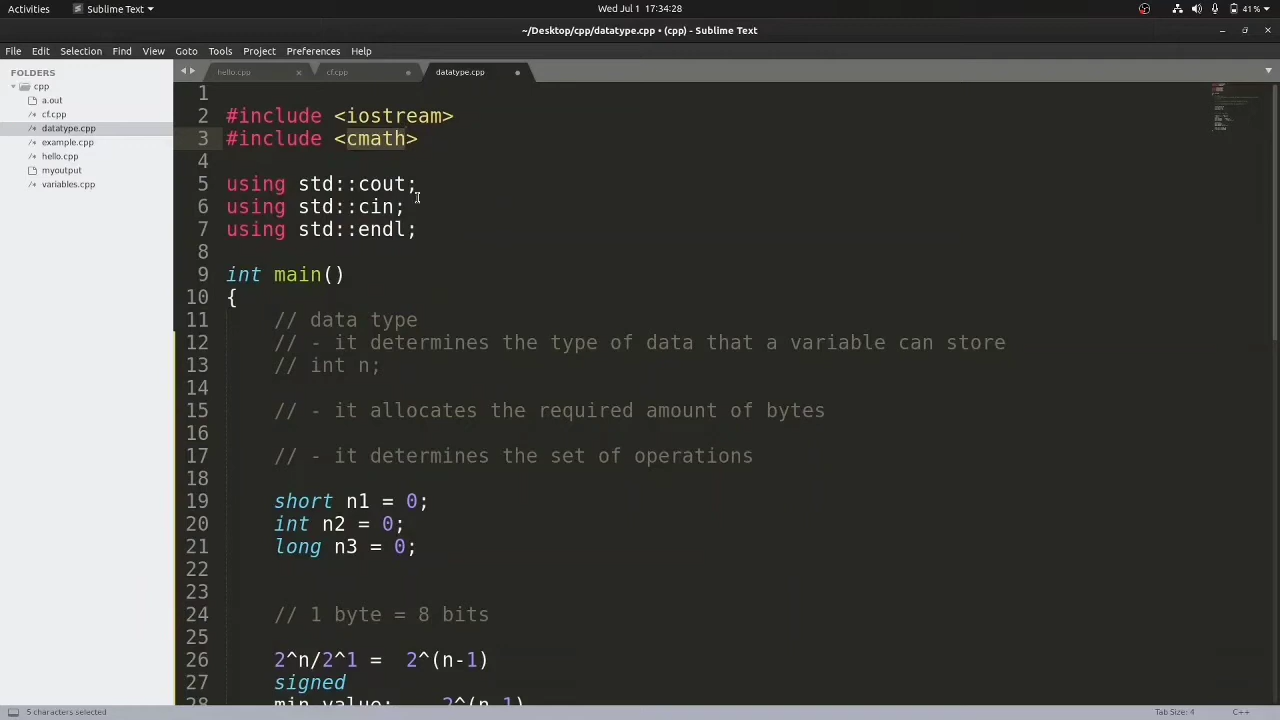 Activities
Sublime Text
Wed Jul 1 17:34:28
41%
~/Desktop/cpp/datatype.cpp • (cpp) - Sublime Text
File Edit Selection Find View Goto Tools Project Preferences Help
FOLDERS
cpp
a.out
cf.cpp
datatype.cpp
example.cpp
hello.cpp
myoutput
variables.cpp
hello.cpp
cf.cpp
datatype.cpp
1
2 #include <iostream>
3 #include <cmath>
4
5 using std::cout;
6 using std::cin;
7 using std::endl;
8
9 int main()
10 {
11 // data type
12 // - it determines the type of data that a variable can store
13 // int n;
14
15 // - it allocates the required amount of bytes
16
17 // - it determines the set of operations
18
19 short n1 = 0;
20 int n2 = 0;
21 long n3 = 0;
22
23
24 // 1 byte = 8 bits
25
26 2^n/2^1 = 2^(n-1)
27 signed
28 min value: - 2^(n-1)
5 characters selected
Tab Size: 4
C++